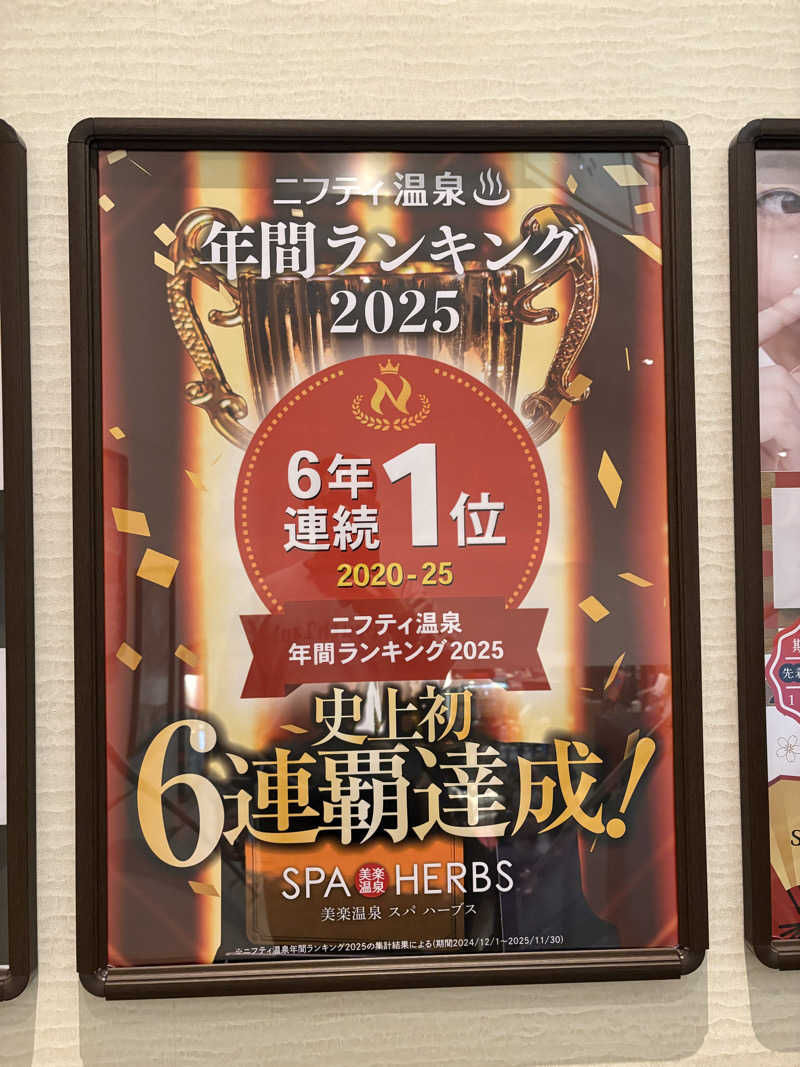 ニフティ温泉
年間ランキング
2025
N
6年
連続
1位
2020-25
ニフティ温泉
年間ランキング2025
史上初
6連覇達成!
SPA 美楽温泉 HERBS
美楽温泉 スパ ハーブス
※ニフティ温泉年間ランキング2025の集計結果による(期間2024/12/1〜2025/11/30)
先着
1
S